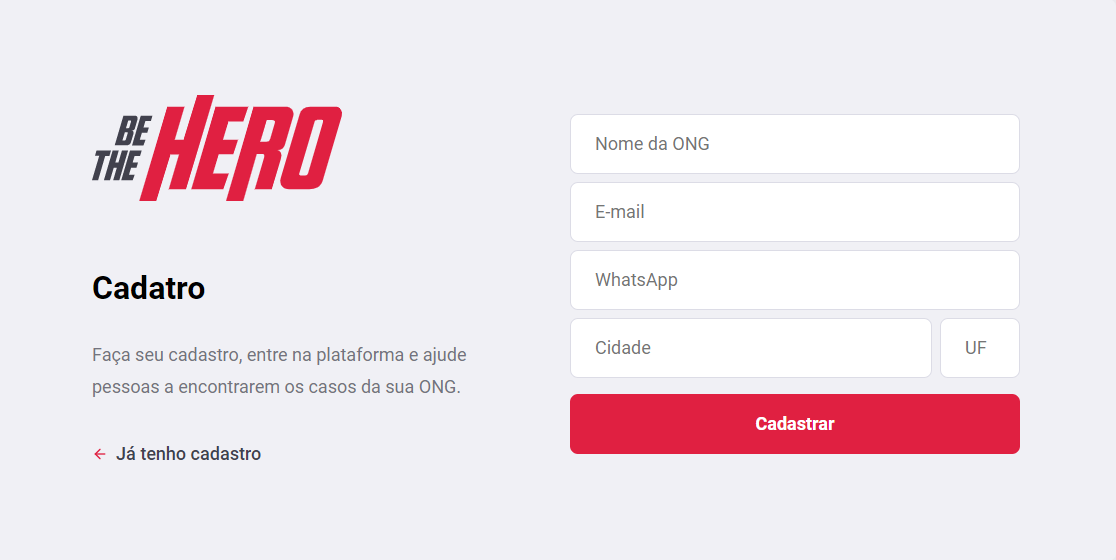 BE
THE
HERO
Cadatro
Faça seu cadastro, entre na plataforma e ajude
pessoas a encontrarem os casos da sua ONG.
Já tenho cadastro
Nome da ONG
E-mail
WhatsApp
Cidade
UF
Cadastrar